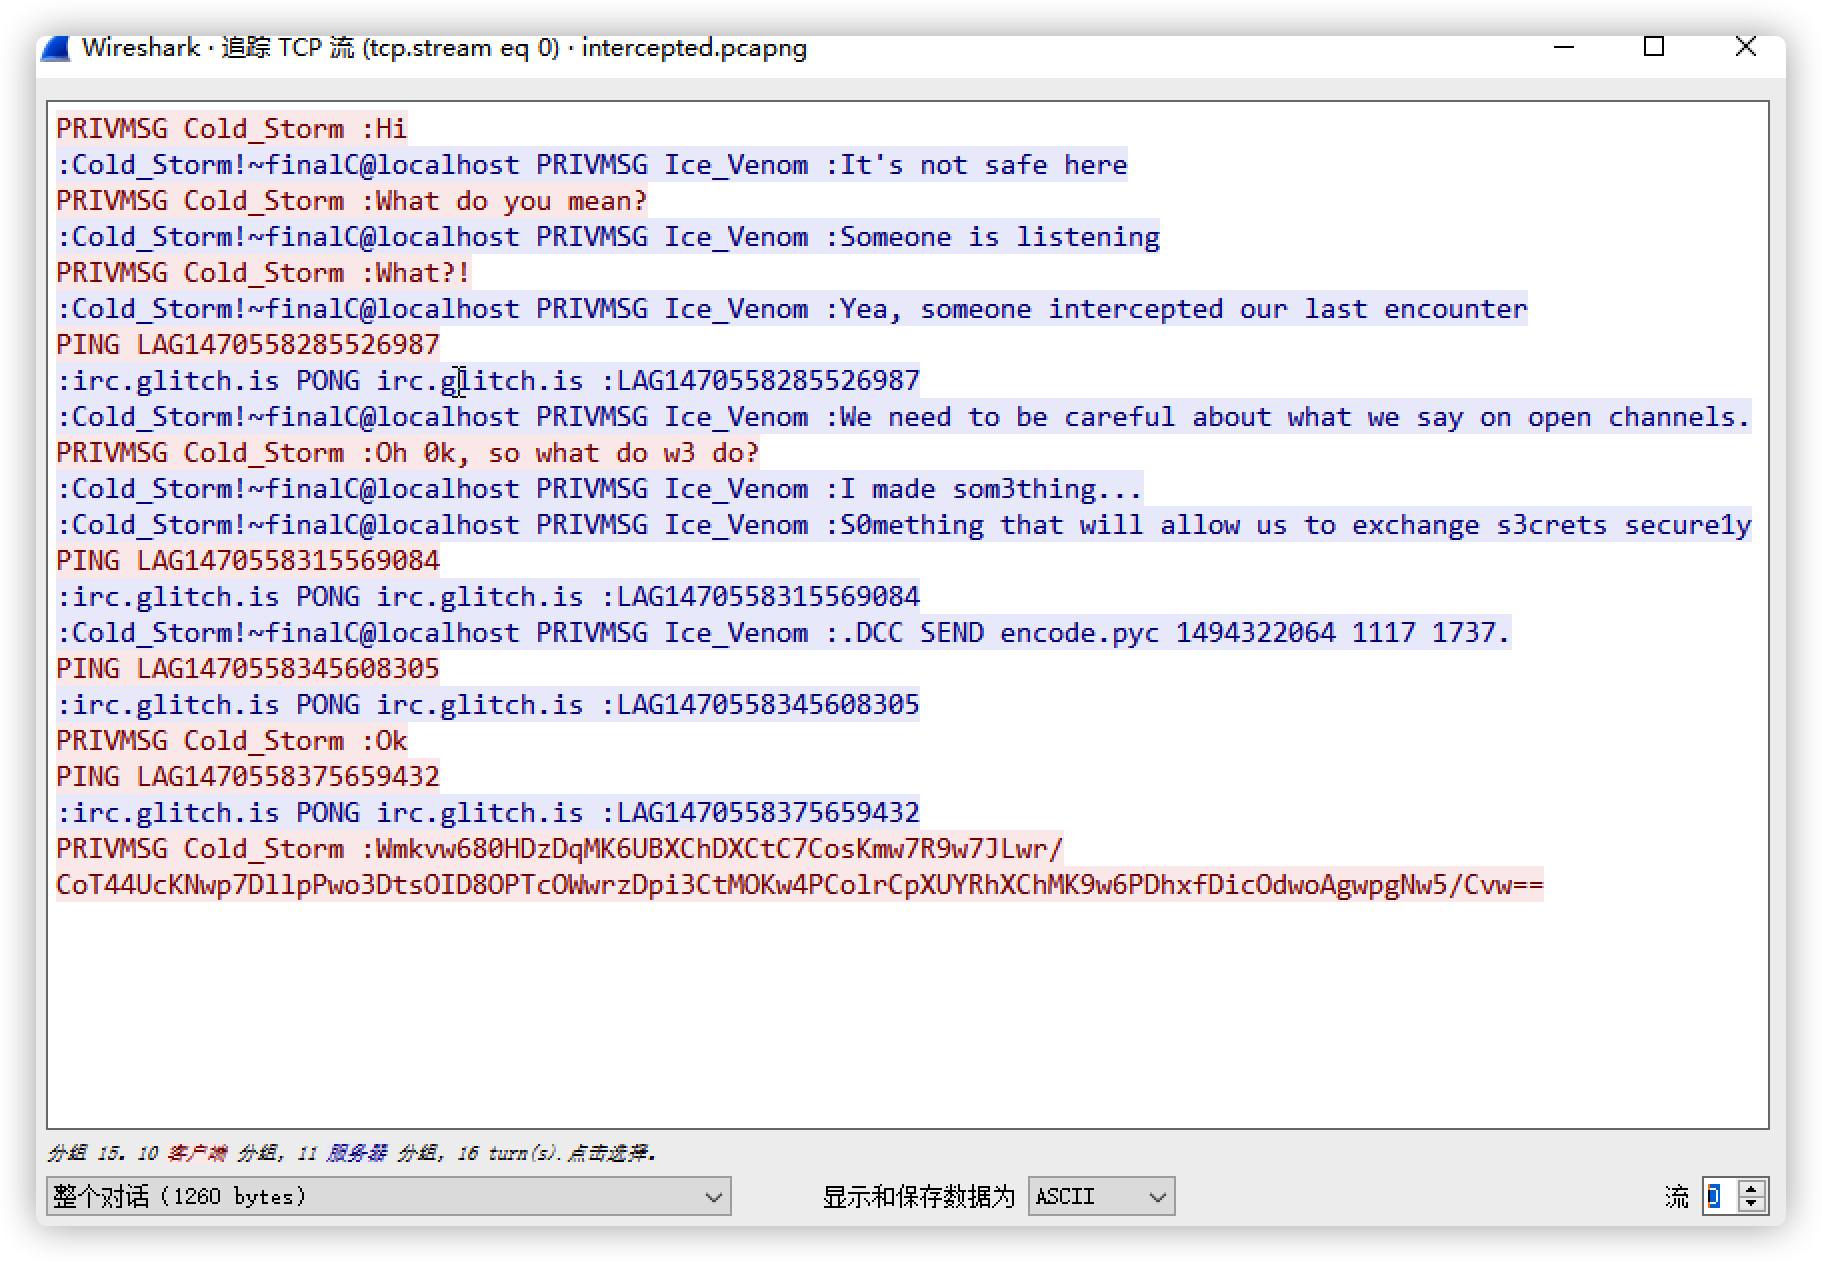 Wireshark · 追踪 TCP 流 (tcp.stream eq 0) · intercepted.pcapng
PRIVMSG Cold_Storm :Hi
:Cold_Storm!~finalC@localhost PRIVMSG Ice_Venom :It's not safe here
PRIVMSG Cold_Storm :What do you mean?
:Cold_Storm!~finalC@localhost PRIVMSG Ice_Venom :Someone is listening
PRIVMSG Cold_Storm :What?!
:Cold_Storm!~finalC@localhost PRIVMSG Ice_Venom :Yea, someone intercepted our last encounter
PING LAG1470558285526987
:irc.glitch.is PONG irc.glitch.is :LAG1470558285526987
:Cold_Storm!~finalC@localhost PRIVMSG Ice_Venom :We need to be careful about what we say on open channels.
PRIVMSG Cold_Storm :Oh 0k, so what do w3 do?
:Cold_Storm!~finalC@localhost PRIVMSG Ice_Venom :I made som3thing...
:Cold_Storm!~finalC@localhost PRIVMSG Ice_Venom :S0mething that will allow us to exchange s3crets secure1y
PING LAG1470558315569084
:irc.glitch.is PONG irc.glitch.is :LAG1470558315569084
:Cold_Storm!~finalC@localhost PRIVMSG Ice_Venom :.DCC SEND encode.pyc 1494322064 1117 1737.
PING LAG1470558345608305
:irc.glitch.is PONG irc.glitch.is :LAG1470558345608305
PRIVMSG Cold_Storm :Ok
PING LAG1470558375659432
:irc.glitch.is PONG irc.glitch.is :LAG1470558375659432
PRIVMSG Cold_Storm :Wmkvw680HDzDqMK6UBXChDXCtC7CosKmw7R9w7JLwr/
CoT44UcKNwp7DllpPwo3DtsOID8OPTcOWwrzDpi3CtMOKw4PColrCpXUYRhXChMK9w6PDhxfDicOdwoAgwpgNw5/Cvw==
分组 15. 10 客户端 分组, 11 服务器 分组, 16 turn(s). 点击选择.
整个对话 (1260 bytes)
显示和保存数据为 ASCII
流 0